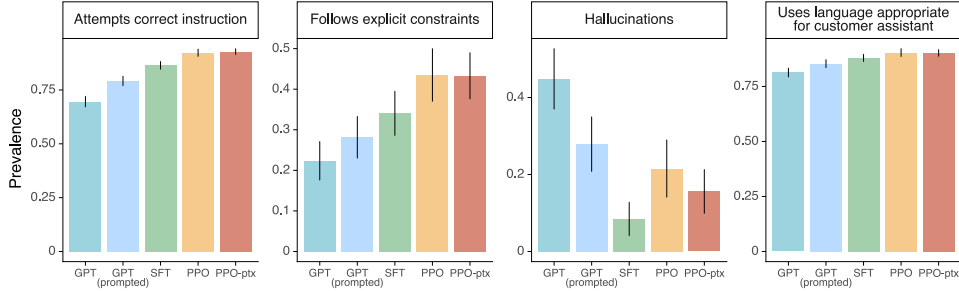 Attempts correct instruction
Prevalence
0.75
0.50
0.25
0
GPT
GPT
(prompted)
SFT
PPO
PPO-ptx
Follows explicit constraints
0.5
0.4
0.3
0.2
0.1
0
GPT
GPT
(prompted)
SFT
PPO
PPO-ptx
Hallucinations
0.4
0.2
0
GPT
GPT
(prompted)
SFT
PPO
PPO-ptx
Uses language appropriate
for customer assistant
0.75
0.50
0.25
0
GPT
GPT
(prompted)
SFT
PPO
PPO-ptx